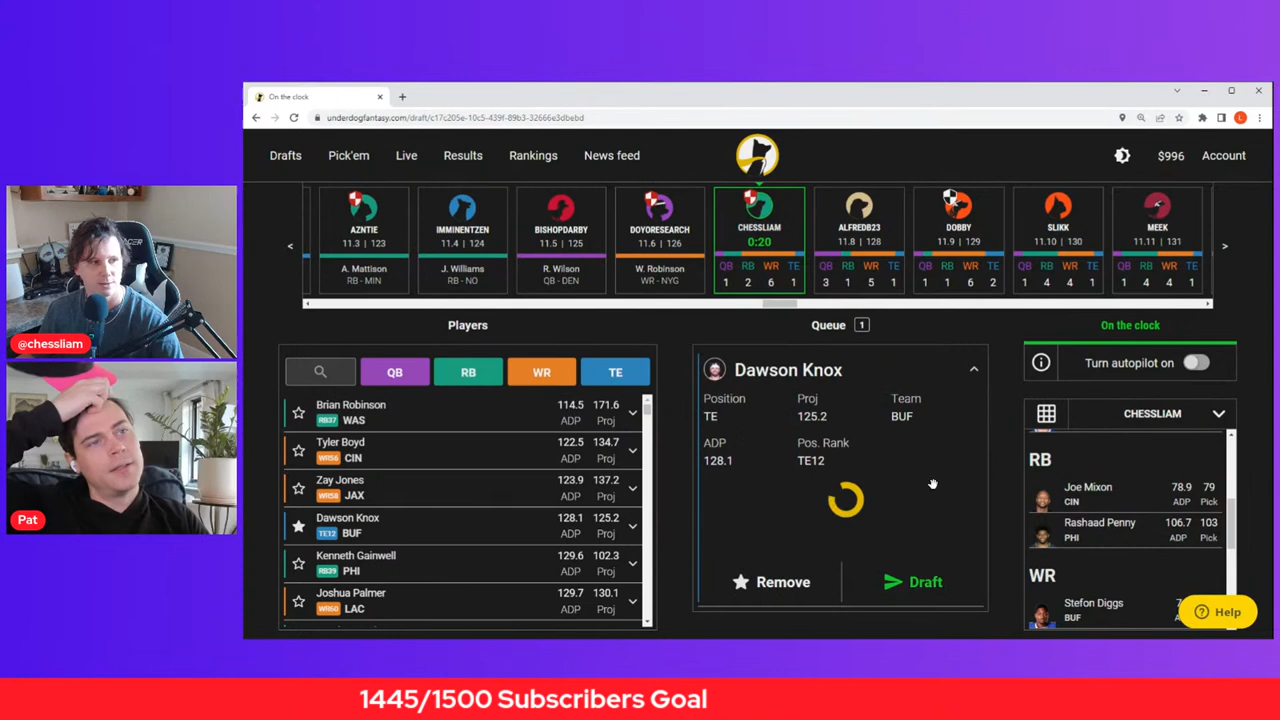 On the clock
underdogfantasy.com/draft/c17c205e-10c5-439f-89b3-32666e3dbebd
Drafts Pick'em Live Results Rankings News feed $996 Account
AZNTIE IMMINENTZEN BISHOPDARBY DOYORESEARCH CHESSLIAM ALFREDB23 DOBBY SLIKK MEEK
11.3 | 123 11.4 | 124 11.5 | 125 11.6 | 126 0:20 11.8 | 128 11.9 | 129 11.10 | 130 11.11 | 131
A. Mattison J. Williams R. Wilson W. Robinson QB RB WR TE QB RB WR TE QB RB WR TE QB RB WR TE QB RB WR TE
RB - MIN RB - NO QB - DEN WR - NYG 1 2 6 1 3 1 5 1 1 1 6 2 1 4 4 1 1 4 4 1
Players
QB RB WR TE
Brian Robinson 114.5 171.6
RB37 WAS ADP Proj
Tyler Boyd 122.5 134.7
WR56 CIN ADP Proj
Zay Jones 123.9 137.2
WR58 JAX ADP Proj
Dawson Knox 128.1 125.2
TE12 BUF ADP Proj
Kenneth Gainwell 129.6 102.3
RB39 PHI ADP Proj
Joshua Palmer 129.7 130.1
WR60 LAC ADP Proj
Queue 1
Dawson Knox
Position Proj Team
TE 125.2 BUF
ADP Pos. Rank
128.1 TE12
Remove Draft
On the clock
Turn autopilot on
CHESSLIAM
RB
Joe Mixon 78.9 79
CIN ADP Pick
Rashaad Penny 106.7 103
PHI ADP Pick
WR
Stefon Diggs
BUF
Help
@chessliam
Pat
1445/1500 Subscribers Goal